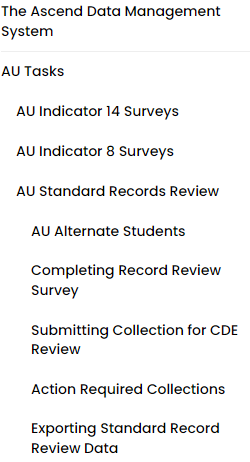 The Ascend Data Management
System
AU Tasks
AU Indicator 14 Surveys
AU Indicator 8 Surveys
AU Standard Records Review
AU Alternate Students
Completing Record Review
Survey
Submitting Collection for CDE
Review
Action Required Collections
Exporting Standard Record
Review Data